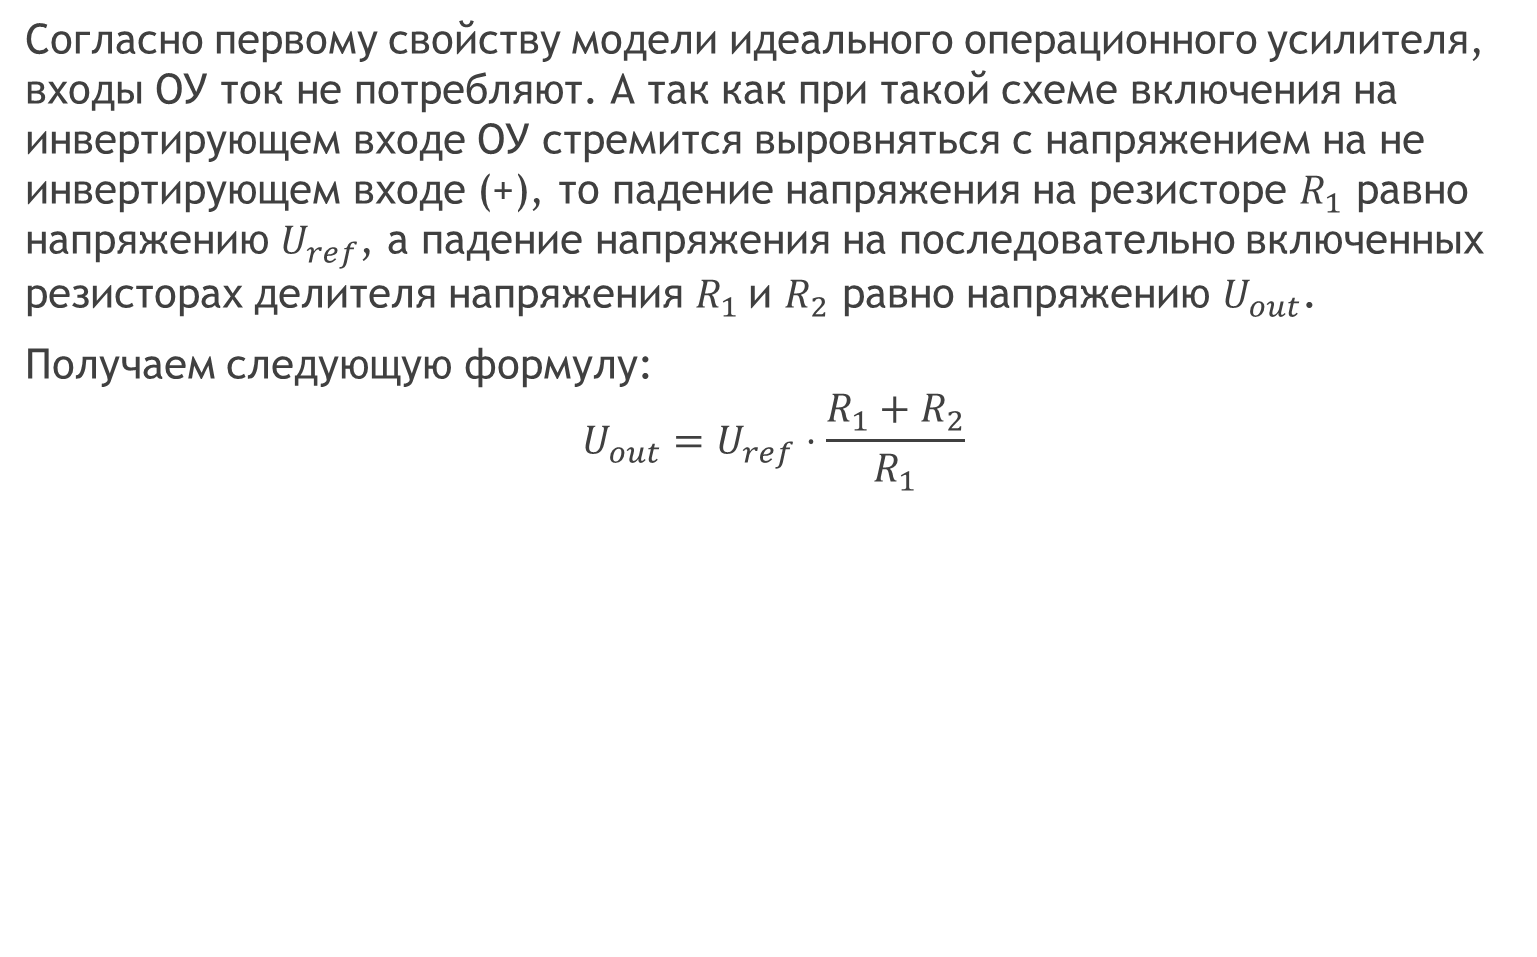 Согласно первому свойству модели идеального операционного усилителя,
входы ОУ ток не потребляют. А так как при такой схеме включения на
инвертирующем входе ОУ стремится выровняться с напряжением на не
инвертирующем входе (+), то падение напряжения на резисторе R₁ равно
напряжению U_ref, а падение напряжения на последовательно включенных
резисторах делителя напряжения R₁ и R₂ равно напряжению U_out.
Получаем следующую формулу:
U_out = U_ref · (R₁ + R₂) / R₁